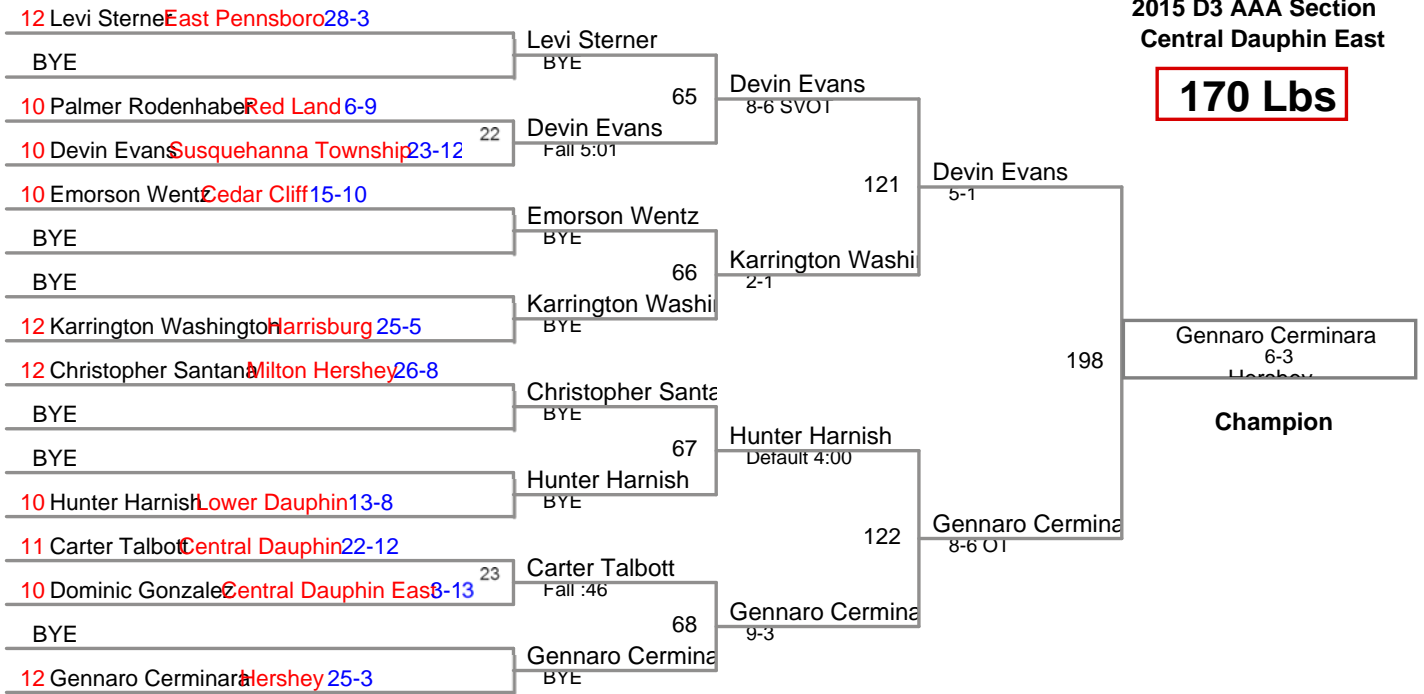 2015 D3 AAA Section
Central Dauphin East
170 Lbs
12 Levi Sterner East Pennsboro 28-3
BYE
10 Palmer Rodenhaber Red Land 6-9
10 Devin Evans Susquehanna Township 23-12
10 Emorson Wentz Cedar Cliff 15-10
BYE
BYE
12 Karrington Washington Harrisburg 25-5
12 Christopher Santana Milton Hershey 26-8
BYE
BYE
10 Hunter Harnish Lower Dauphin 13-8
11 Carter Talbott Central Dauphin 22-12
10 Dominic Gonzalez Central Dauphin East 3-13
BYE
12 Gennaro Cerminara Hershey 25-3
22
23
Levi Sterner
BYE
Devin Evans
Fall 5:01
Emorson Wentz
BYE
Karrington Washi
BYE
Christopher Santa
BYE
Hunter Harnish
BYE
Carter Talbott
Fall :46
Gennaro Cermina
BYE
65
66
67
68
Devin Evans
8-6 SVOT
Karrington Washi
2-1
Hunter Harnish
Default 4:00
Gennaro Cermina
9-3
121
122
Devin Evans
5-1
Gennaro Cermina
8-6 OT
198
Gennaro Cerminara
6-3
Hershey
Champion